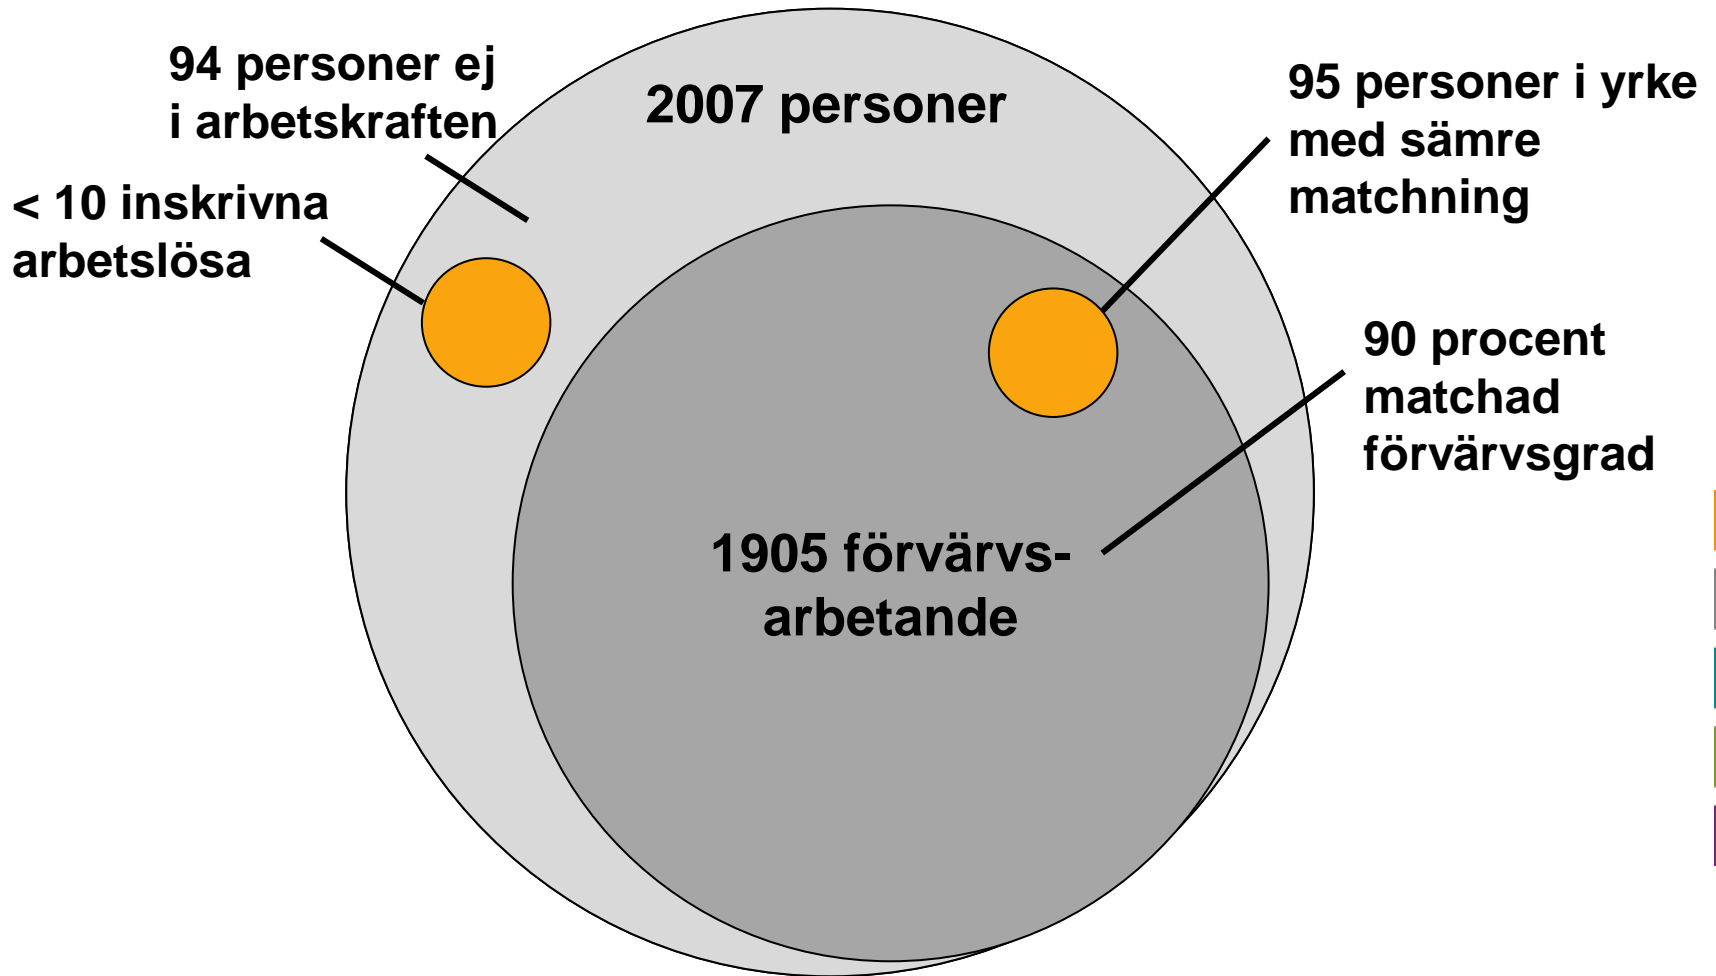 94 personer ej
i arbetskraften
< 10 inskrivna
arbetslösa
2007 personer
95 personer i yrke
med sämre
matchning
90 procent
matchad
förvärvsgrad
1905 förvärvs-
arbetande